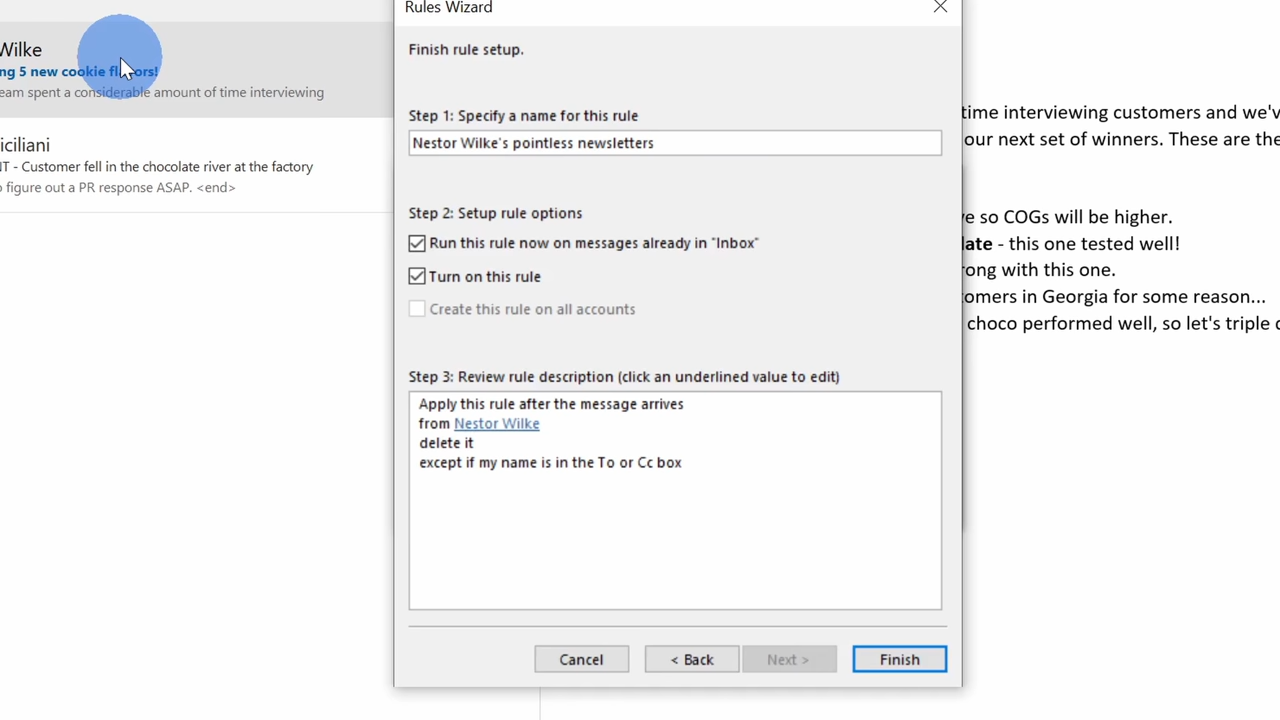 Rules Wizard
Wilke
ng 5 new cookie fl ors!
eam spent a considerable amount of time interviewing
iciliani
IT - Customer fell in the chocolate river at the factory
o figure out a PR response ASAP. <end>
Finish rule setup.
Step 1: Specify a name for this rule
Nestor Wilke's pointless newsletters
Step 2: Setup rule options
Run this rule now on messages already in "Inbox"
Turn on this rule
Create this rule on all accounts
Step 3: Review rule description (click an underlined value to edit)
Apply this rule after the message arrives
from Nestor Wilke
delete it
except if my name is in the To or Cc box
Cancel
< Back
Next >
Finish
time interviewing customers and we'v
our next set of winners. These are the
e so COGs will be higher.
late - this one tested well!
rong with this one.
tomers in Georgia for some reason...
choco performed well, so let's triple